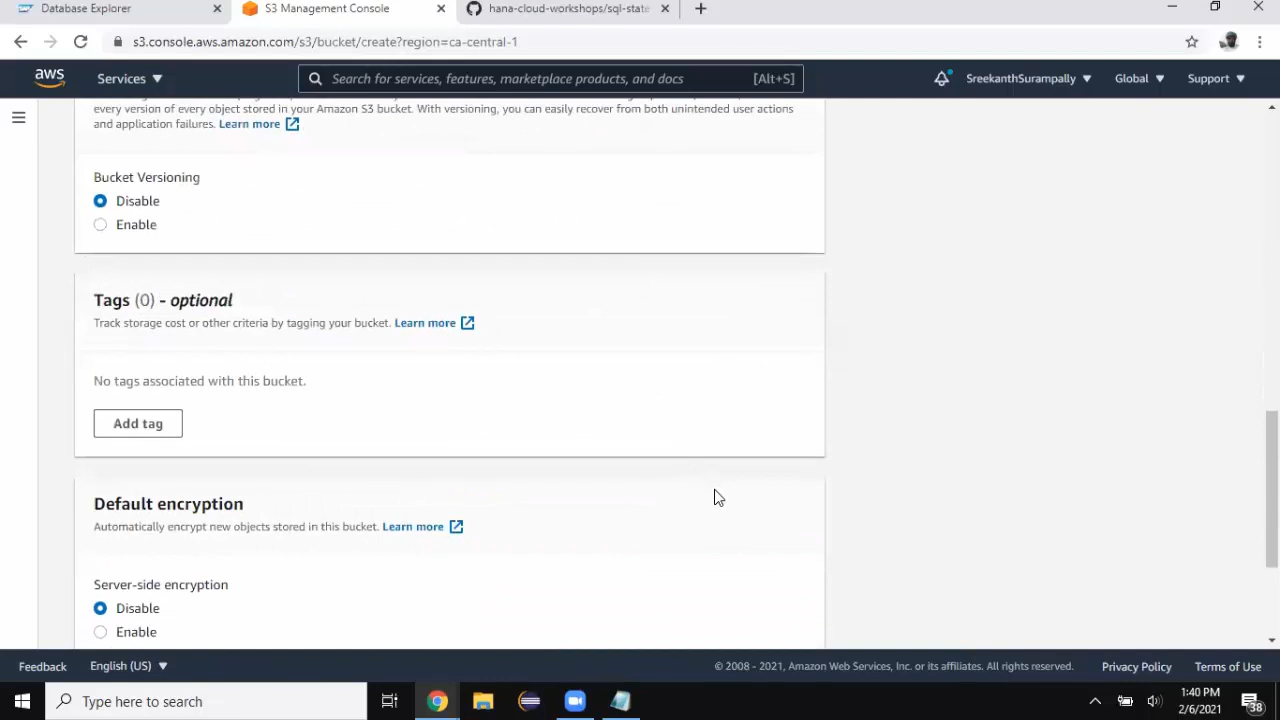 Database Explorer
S3 Management Console
hana-cloud-workshops/sql-state
s3.console.aws.amazon.com/s3/bucket/create?region=ca-central-1
aws
Services
Search for services, features, marketplace products, and docs
[Alt+S]
SreekanthSurampally
Global
Support
every version of every object stored in your Amazon S3 bucket. With versioning, you can easily recover from both unintended user actions
and application failures. Learn more
Bucket Versioning
Disable
Enable
Tags (0) - optional
Track storage cost or other criteria by tagging your bucket. Learn more
No tags associated with this bucket.
Add tag
Default encryption
Automatically encrypt new objects stored in this bucket. Learn more
Server-side encryption
Disable
Enable
Feedback
English (US)
© 2008 - 2021, Amazon Web Services, Inc. or its affiliates. All rights reserved.
Privacy Policy
Terms of Use
Type here to search
1:40 PM
2/6/2021
38